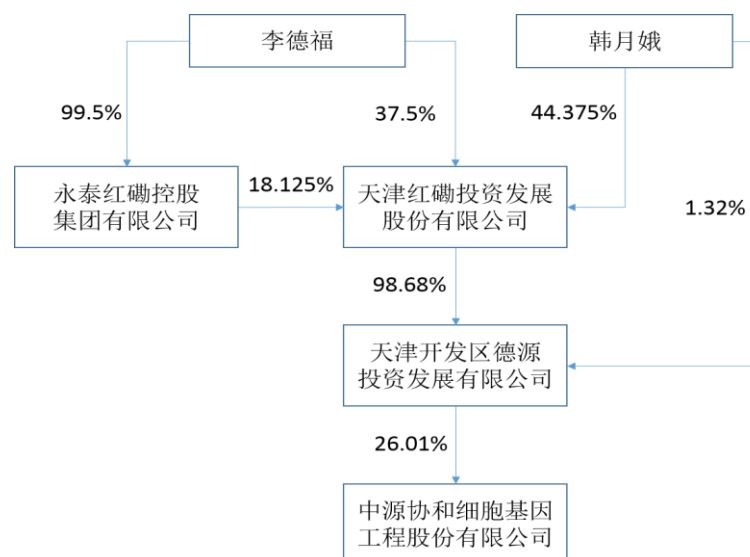 李德福
韩月娥
99.5%
37.5%
44.375%
永泰红磡控股
集团有限公司
18.125%
天津红磡投资发展
股份有限公司
1.32%
98.68%
天津开发区德源
投资发展有限公司
26.01%
中源协和细胞基因
工程股份有限公司